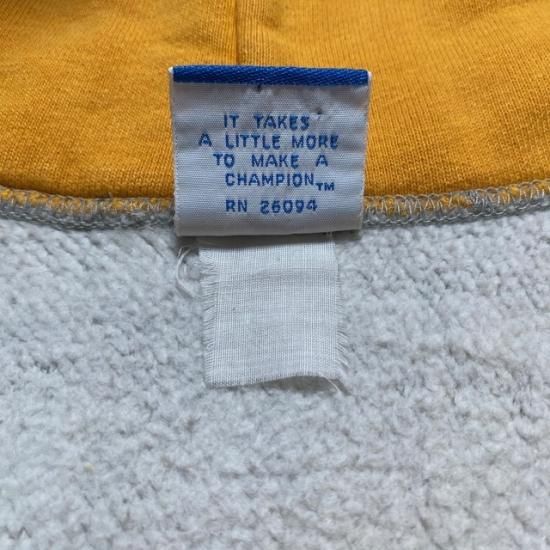 IT TAKES
A LITTLE MORE
TO MAKE A
CHAMPION™
RN 26094